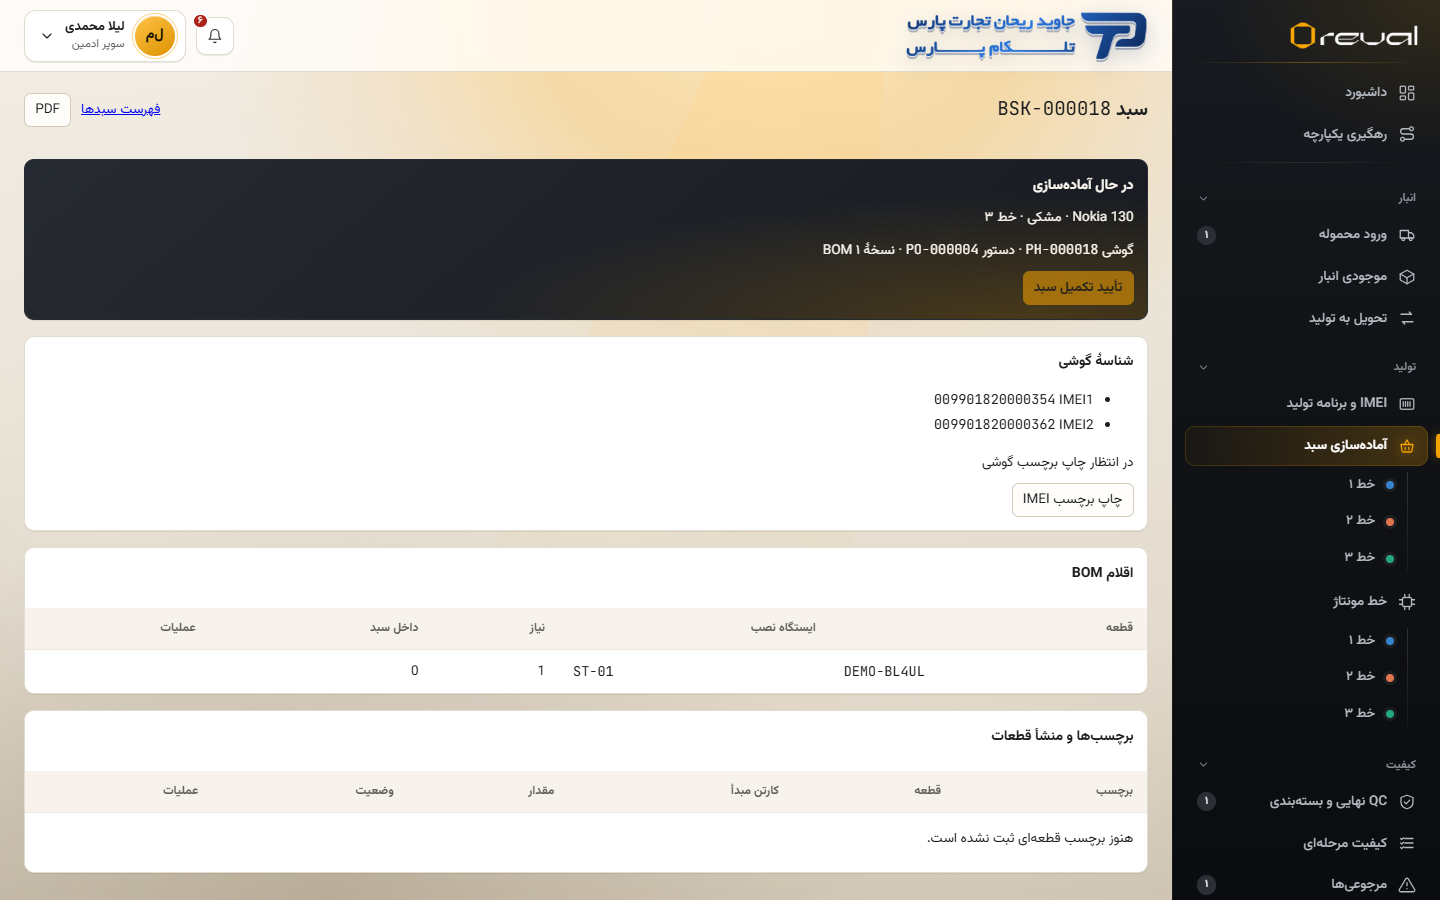 reval
داشبورد
رهگیری یکپارچه
انبار
ورود محموله
۱
موجودی انبار
تحویل به تولید
تولید
IMEI و برنامه تولید
آماده‌سازی سبد
خط ۱
خط ۲
خط ۳
خط مونتاژ
خط ۱
خط ۲
خط ۳
کیفیت
QC نهایی و بسته‌بندی
۱
کیفیت مرحله‌ای
مرجوعی‌ها
۱
جاوید ریحان تجارت پارس
تلکام پارس
۶
ل‌م
لیلا محمدی
سوپر ادمین
سبد BSK-000018
فهرست سبدها
PDF
در حال آماده‌سازی
Nokia 130 · مشکی · خط ۳
گوشی PH-000018 · دستور PO-000004 · نسخهٔ ۱ BOM
تأیید تکمیل سبد
شناسهٔ گوشی
IMEI1 009901820000354
IMEI2 009901820000362
در انتظار چاپ برچسب گوشی
چاپ برچسب IMEI
اقلام BOM
قطعه ایستگاه نصب نیاز داخل سبد عملیات
DEMO-BL4UL ST-01 1 0
برچسب‌ها و منشأ قطعات
برچسب قطعه کارتن مبدأ مقدار وضعیت عملیات
هنوز برچسب قطعه‌ای ثبت نشده است.